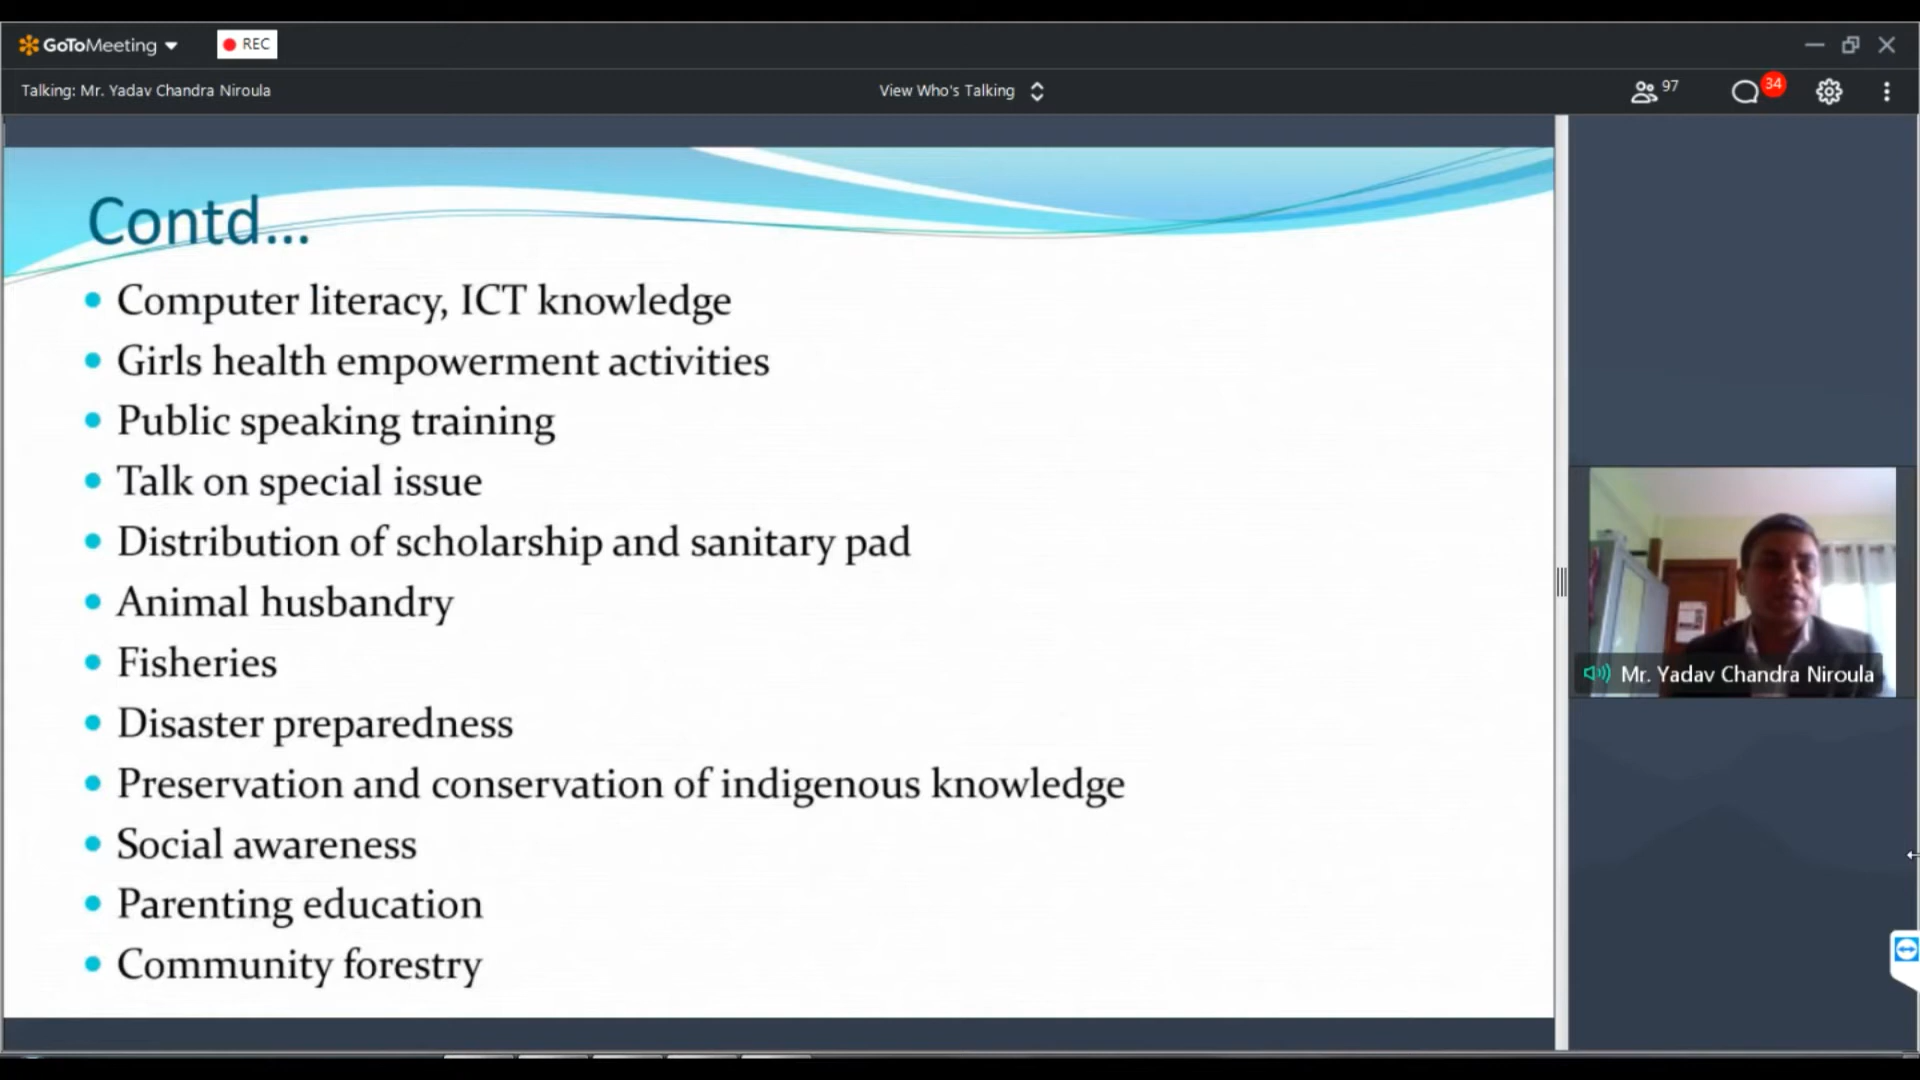 GoToMeeting
REC
Talking: Mr. Yadav Chandra Niroula
View Who's Talking
97
34
Contd...
Computer literacy, ICT knowledge
Girls health empowerment activities
Public speaking training
Talk on special issue
Distribution of scholarship and sanitary pad
Animal husbandry
Fisheries
Disaster preparedness
Preservation and conservation of indigenous knowledge
Social awareness
Parenting education
Community forestry
Mr. Yadav Chandra Niroula